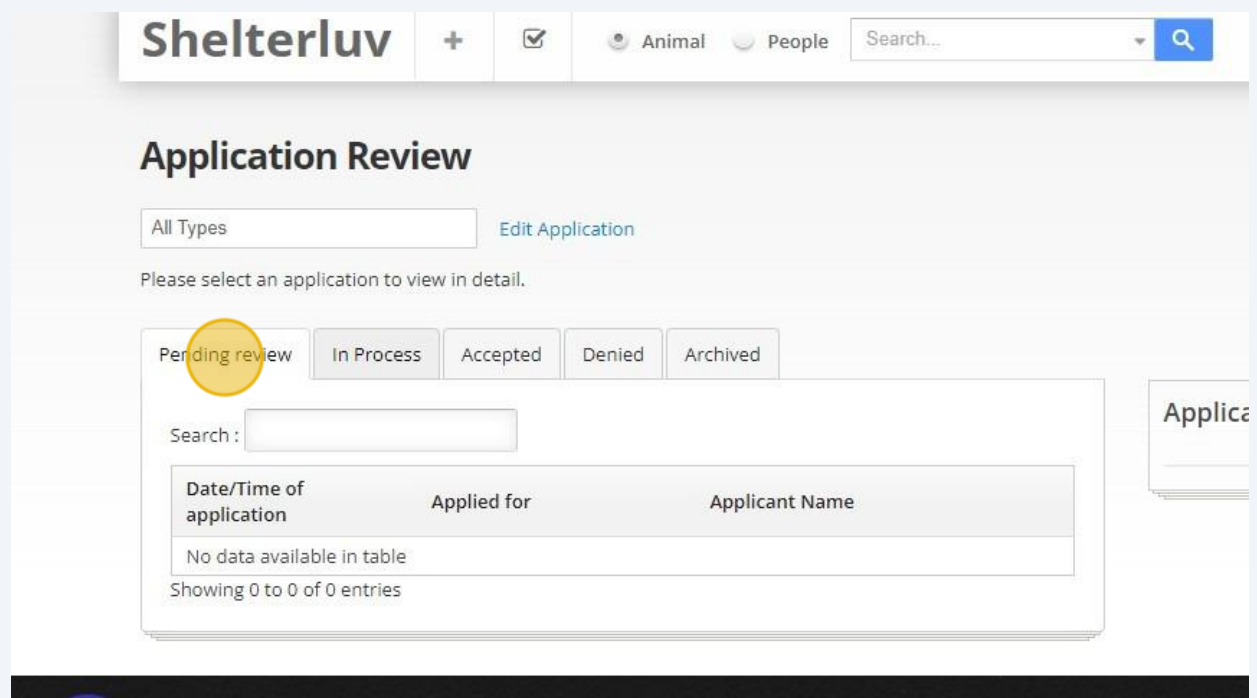 Shelterluv + Animal People Search...
Application Review
All Types Edit Application
Please select an application to view in detail.
Pending review In Process Accepted Denied Archived
Search :
Applica
Date/Time of application Applied for Applicant Name
No data available in table
Showing 0 to 0 of 0 entries